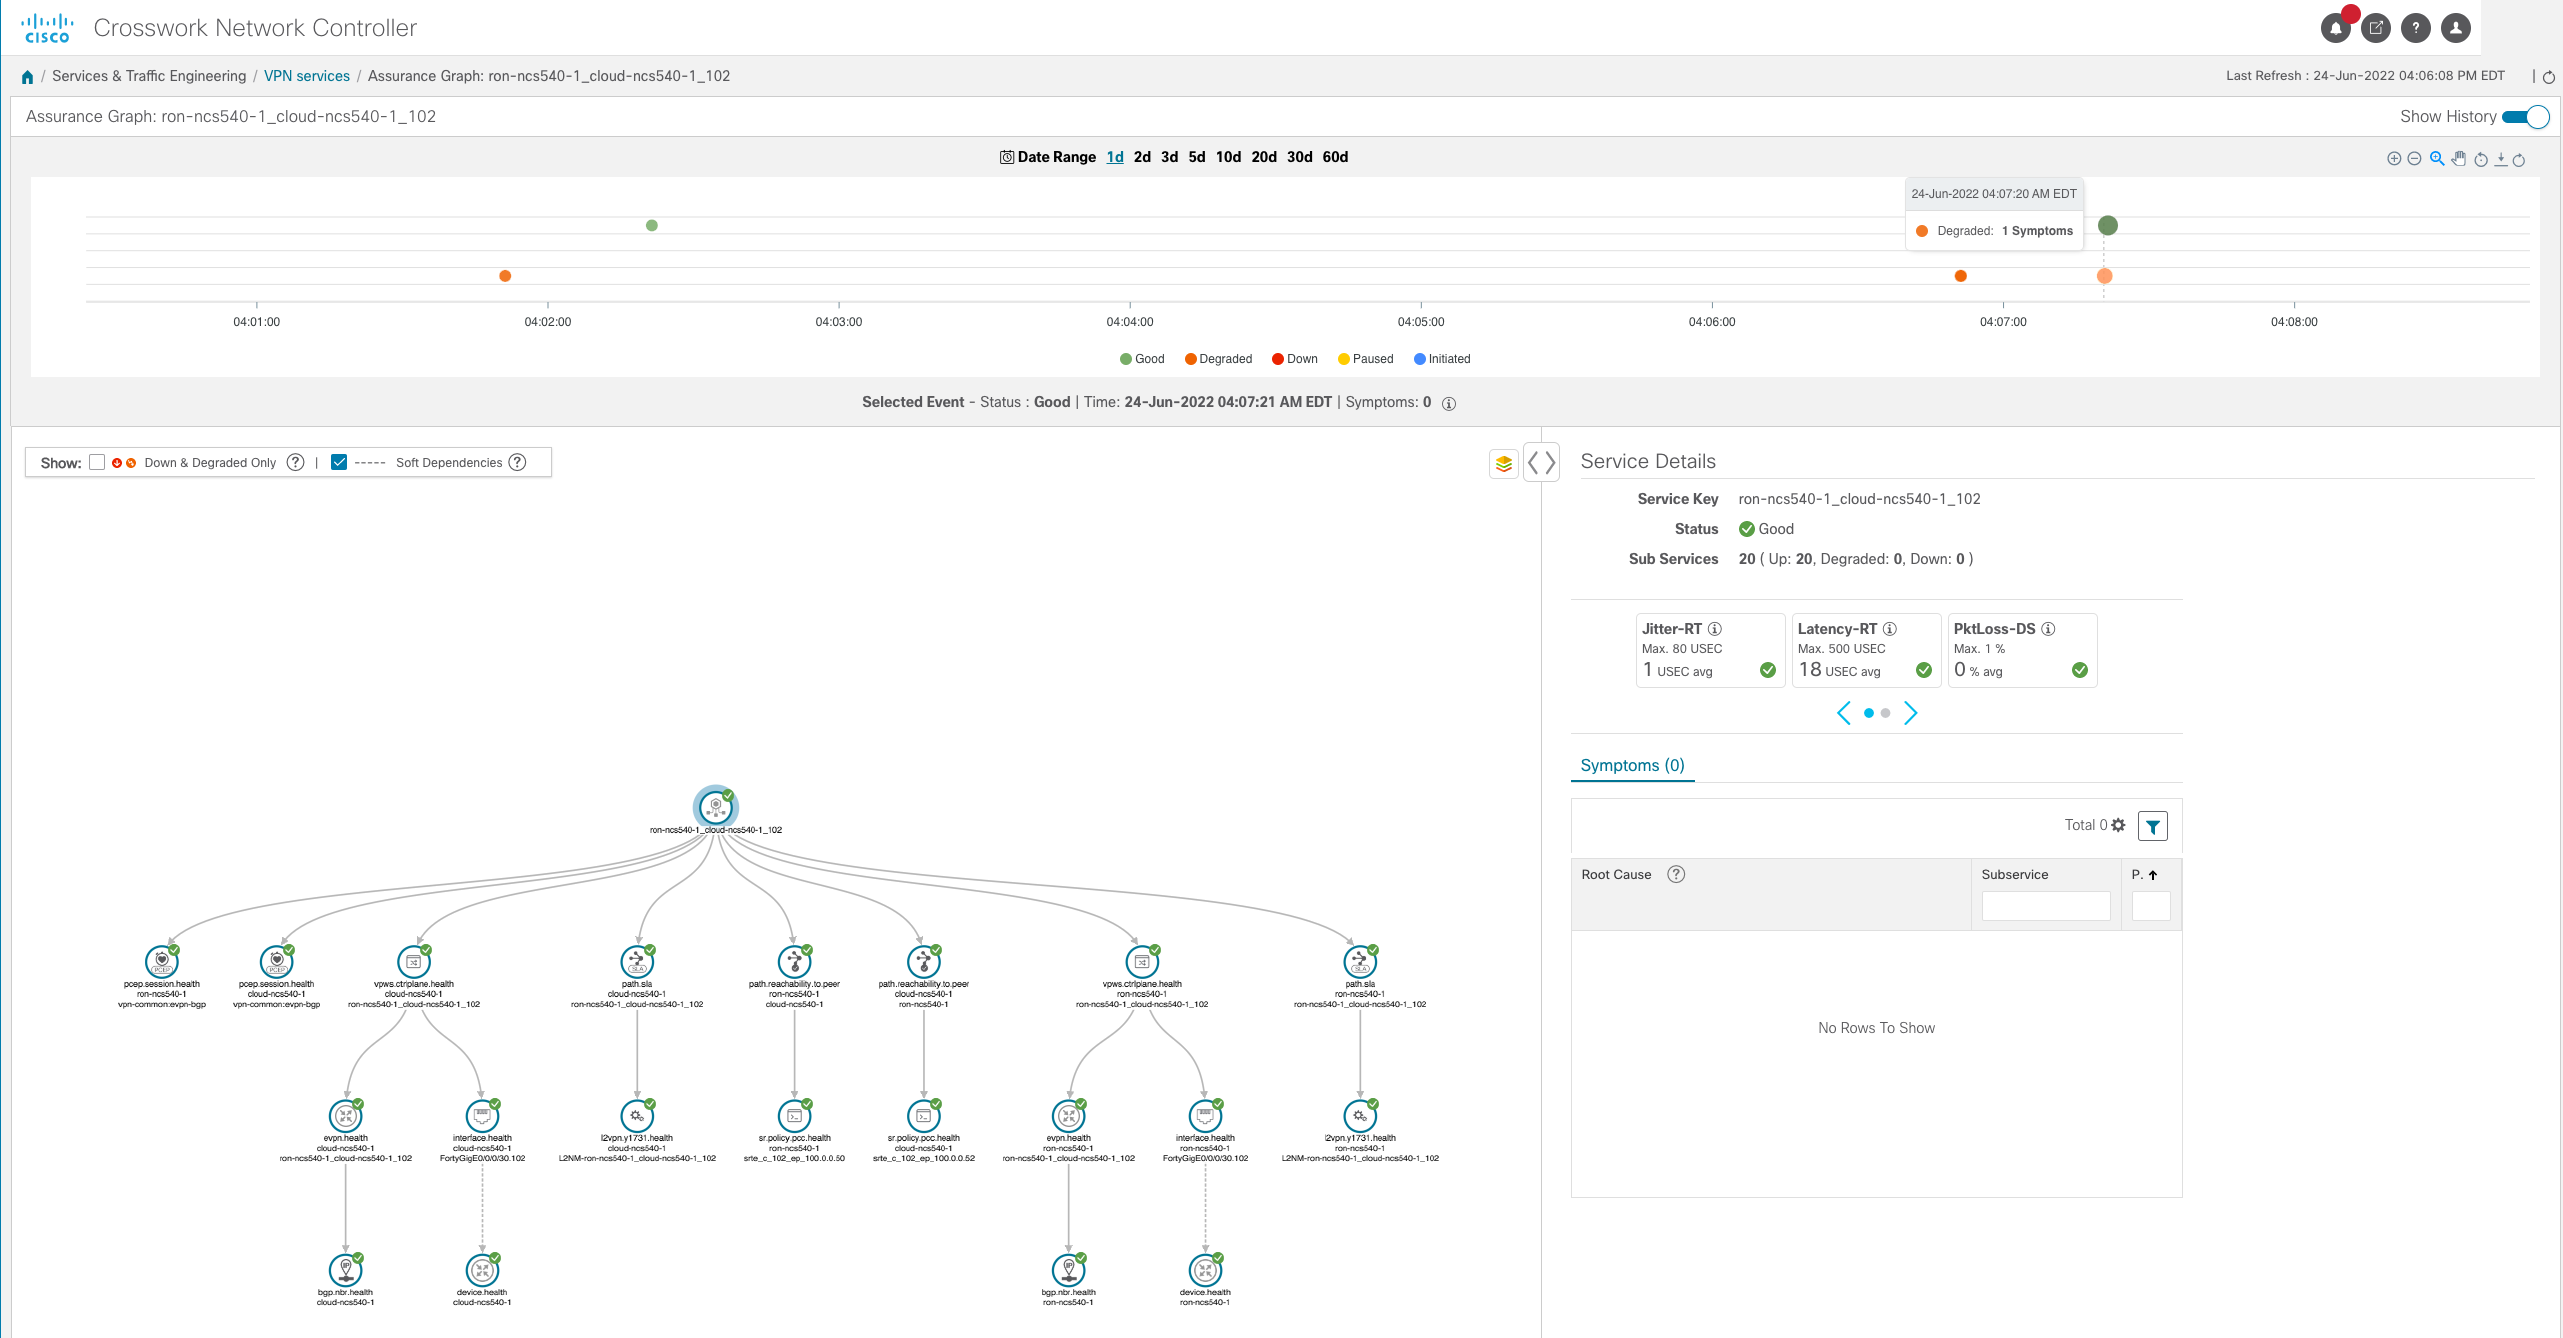 cisco Crosswork Network Controller
/ Services & Traffic Engineering / VPN services / Assurance Graph: ron-ncs540-1_cloud-ncs540-1_102
Last Refresh : 24-Jun-2022 04:06:08 PM EDT |
Assurance Graph: ron-ncs540-1_cloud-ncs540-1_102
Show History
Date Range 1d 2d 3d 5d 10d 20d 30d 60d
24-Jun-2022 04:07:20 AM EDT
Degraded: 1 Symptoms
04:01:00 04:02:00 04:03:00 04:04:00 04:05:00 04:06:00 04:07:00 04:08:00
Good Degraded Down Paused Initiated
Selected Event - Status : Good | Time: 24-Jun-2022 04:07:21 AM EDT | Symptoms: 0
Show: Down & Degraded Only ? | ----- Soft Dependencies ?
ron-ncs540-1_cloud-ncs540-1_102
PCEP
pcep.session.health
ron-ncs540-1
vpn-common:evpn-bgp
PCEP
pcep.session.health
cloud-ncs540-1
vpn-common:evpn-bgp
vpws.ctrlplane.health
cloud-ncs540-1
ron-ncs540-1_cloud-ncs540-1_102
SLA
path.sla
cloud-ncs540-1
ron-ncs540-1_cloud-ncs540-1_102
path.reachability.to.peer
ron-ncs540-1
cloud-ncs540-1
path.reachability.to.peer
cloud-ncs540-1
ron-ncs540-1
vpws.ctrlplane.health
ron-ncs540-1
ron-ncs540-1_cloud-ncs540-1_102
SLA
path.sla
ron-ncs540-1
ron-ncs540-1_cloud-ncs540-1_102
evpn.health
cloud-ncs540-1
ron-ncs540-1_cloud-ncs540-1_102
interface.health
cloud-ncs540-1
FortyGigE0/0/0/30.102
l2vpn.y1731.health
cloud-ncs540-1
L2NM-ron-ncs540-1_cloud-ncs540-1_102
sr.policy.pcc.health
ron-ncs540-1
srte_c_102_ep_100.0.0.50
sr.policy.pcc.health
cloud-ncs540-1
srte_c_102_ep_100.0.0.52
evpn.health
ron-ncs540-1
ron-ncs540-1_cloud-ncs540-1_102
interface.health
ron-ncs540-1
FortyGigE0/0/0/30.102
l2vpn.y1731.health
ron-ncs540-1
L2NM-ron-ncs540-1_cloud-ncs540-1_102
IP
bgp.nbr.health
cloud-ncs540-1
device.health
cloud-ncs540-1
IP
bgp.nbr.health
ron-ncs540-1
device.health
ron-ncs540-1
Service Details
Service Key ron-ncs540-1_cloud-ncs540-1_102
Status Good
Sub Services 20 ( Up: 20, Degraded: 0, Down: 0 )
Jitter-RT
Max. 80 USEC
1 USEC avg
Latency-RT
Max. 500 USEC
18 USEC avg
PktLoss-DS
Max. 1 %
0 % avg
Symptoms (0)
Total 0
Root Cause ? Subservice P.
No Rows To Show